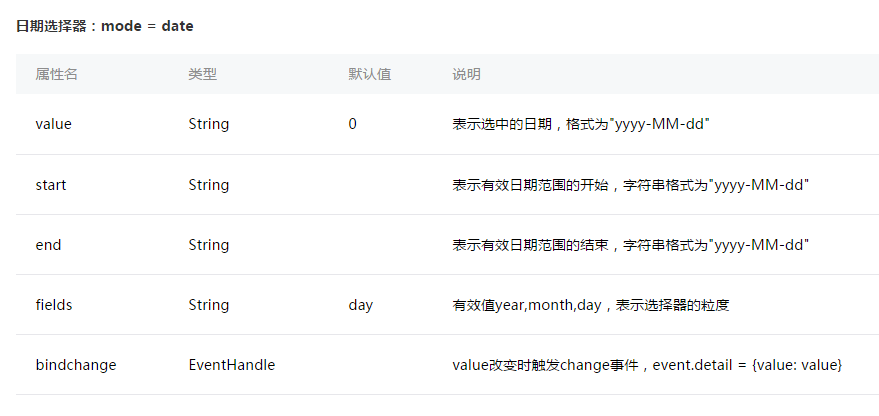 日期选择器：mode = date
属性名 类型 默认值 说明
value String 0 表示选中的日期，格式为"yyyy-MM-dd"
start String 表示有效日期范围的开始，字符串格式为"yyyy-MM-dd"
end String 表示有效日期范围的结束，字符串格式为"yyyy-MM-dd"
fields String day 有效值year,month,day，表示选择器的粒度
bindchange EventHandle value改变时触发change事件，event.detail = {value: value}